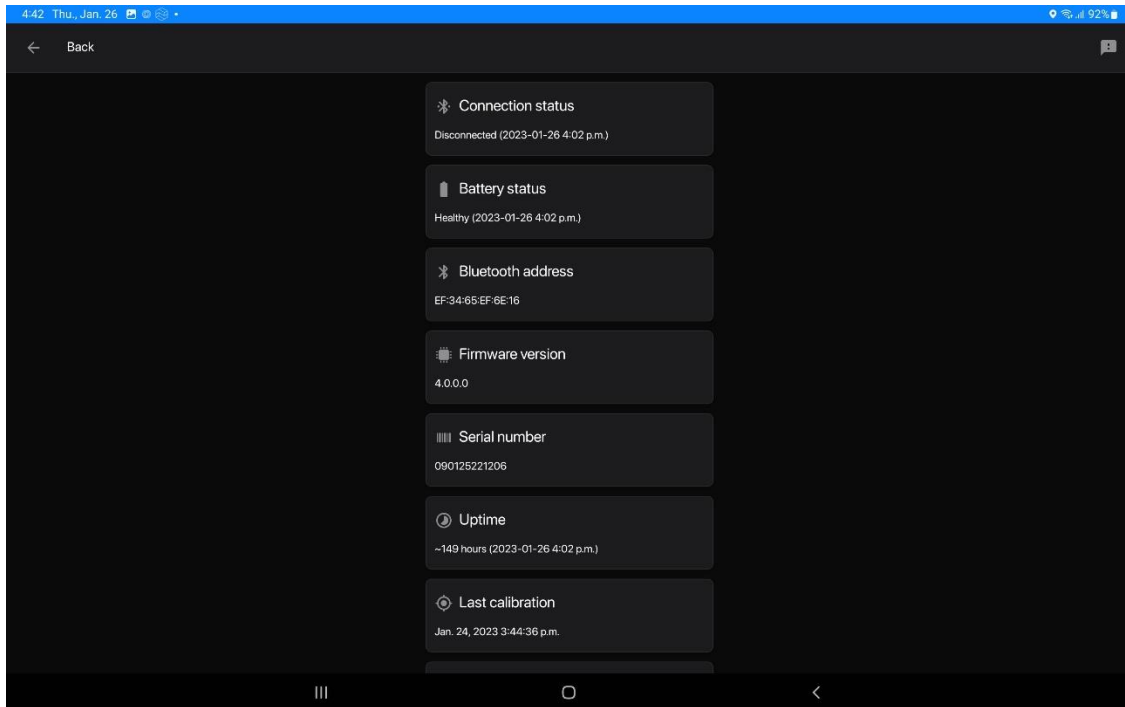 4:42 Thu., Jan. 26
92%
Back
Connection status
Disconnected (2023-01-26 4:02 p.m.)
Battery status
Healthy (2023-01-26 4:02 p.m.)
Bluetooth address
EF:34:65:EF:6E:16
Firmware version
4.0.0.0
Serial number
090125221206
Uptime
~149 hours (2023-01-26 4:02 p.m.)
Last calibration
Jan. 24, 2023 3:44:36 p.m.